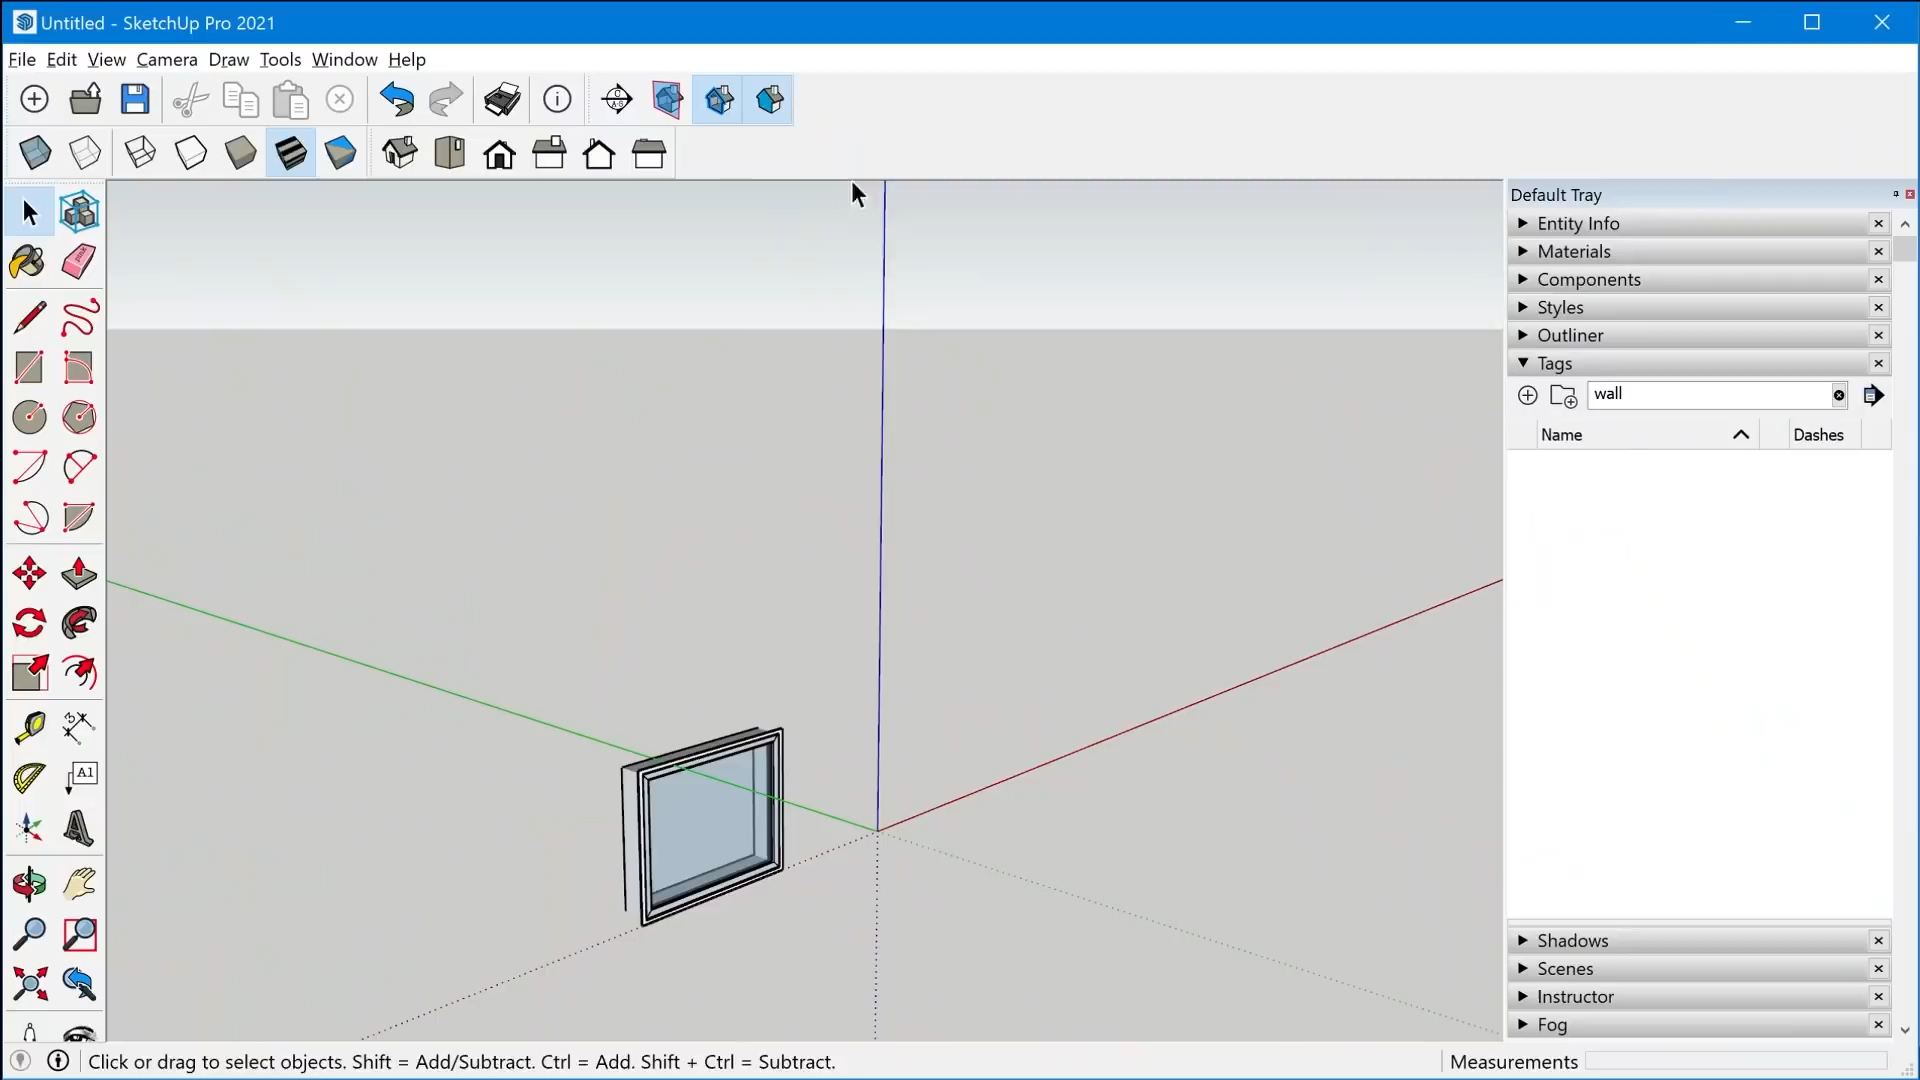 Untitled - SketchUp Pro 2021
File Edit View Camera Draw Tools Window Help
Default Tray
Entity Info
Materials
Components
Styles
Outliner
Tags
wall
Name Dashes
A1
Shadows
Scenes
Instructor
Fog
Click or drag to select objects. Shift = Add/Subtract. Ctrl = Add. Shift + Ctrl = Subtract.
Measurements